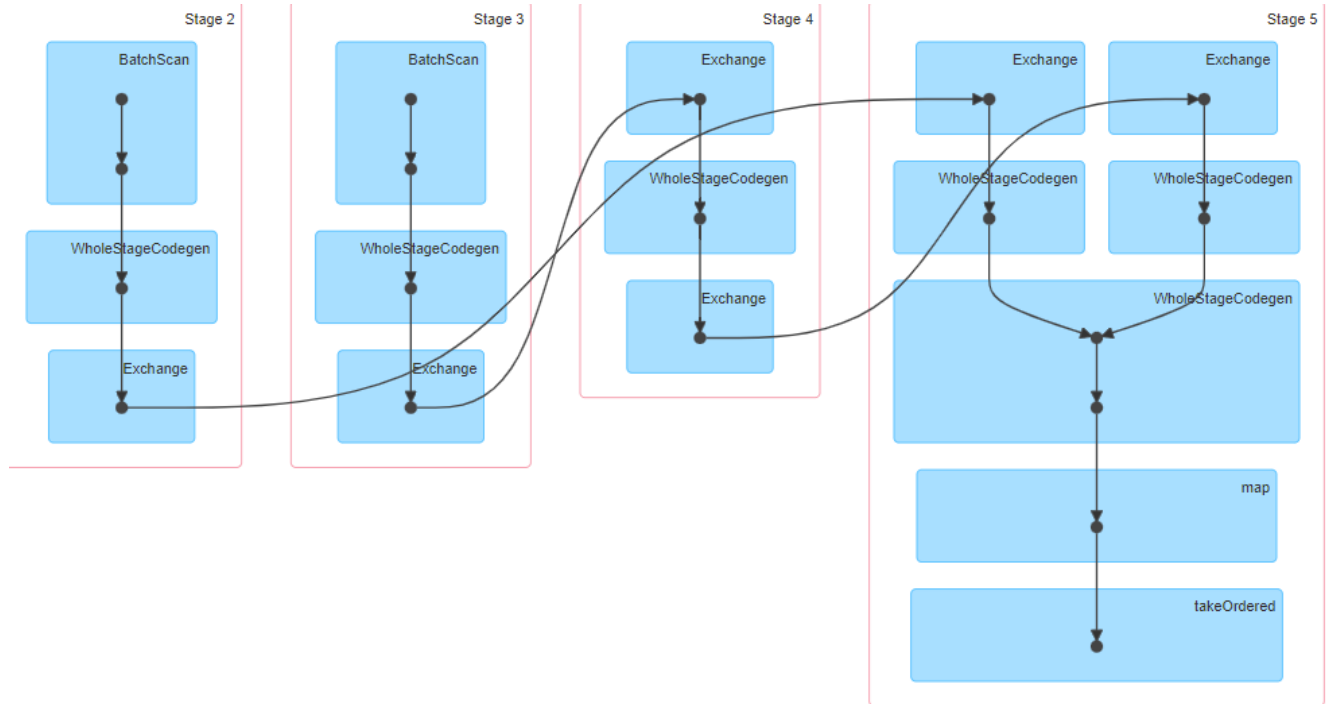 Stage 2
BatchScan
WholeStageCodegen
Exchange
Stage 3
BatchScan
WholeStageCodegen
Exchange
Stage 4
Exchange
WholeStageCodegen
Exchange
Stage 5
Exchange
Exchange
WholeStageCodegen
WholeStageCodegen
WholeStageCodegen
map
takeOrdered